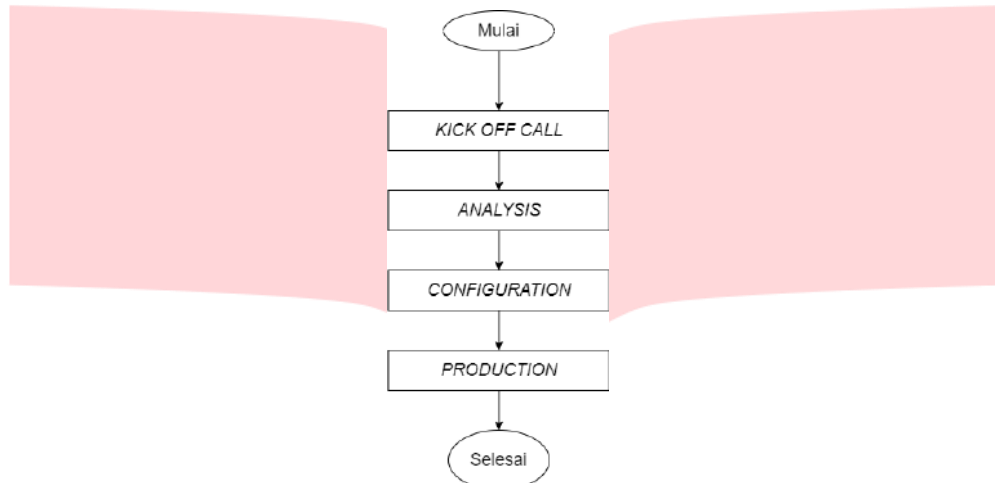 Mulai
KICK OFF CALL
ANALYSIS
CONFIGURATION
PRODUCTION
Selesai